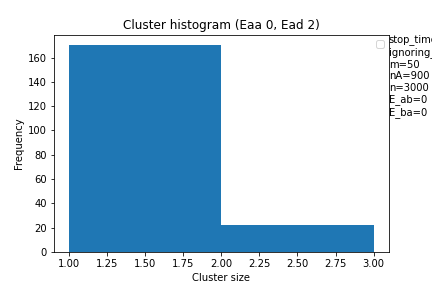 Cluster histogram (Eaa 0, Ead 2)
stop_time
ignoring_
m=50
nA=900
n=3000
E_ab=0
E_ba=0
Frequency
160
140
120
100
80
60
40
20
0
1.00 1.25 1.50 1.75 2.00 2.25 2.50 2.75 3.00
Cluster size